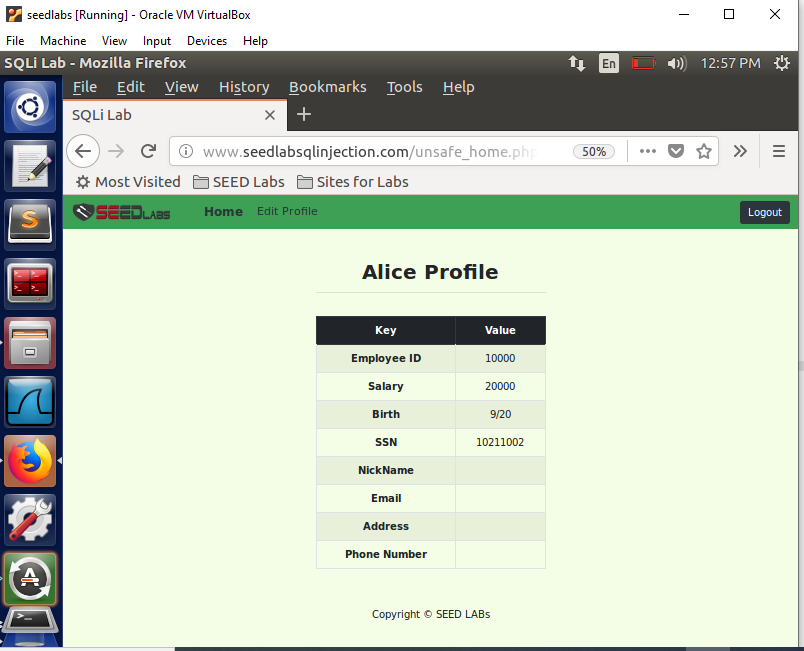 seedlabs [Running] - Oracle VM VirtualBox
File Machine View Input Devices Help
SQLi Lab - Mozilla Firefox En 12:57 PM
File Edit View History Bookmarks Tools Help
SQLi Lab
www.seedlabsqlinjection.com/unsafe_home.php 50%
Most Visited SEED Labs Sites for Labs
SEEDLABS Home Edit Profile Logout
Alice Profile
Key Value
Employee ID 10000
Salary 20000
Birth 9/20
SSN 10211002
NickName
Email
Address
Phone Number
Copyright © SEED LABs